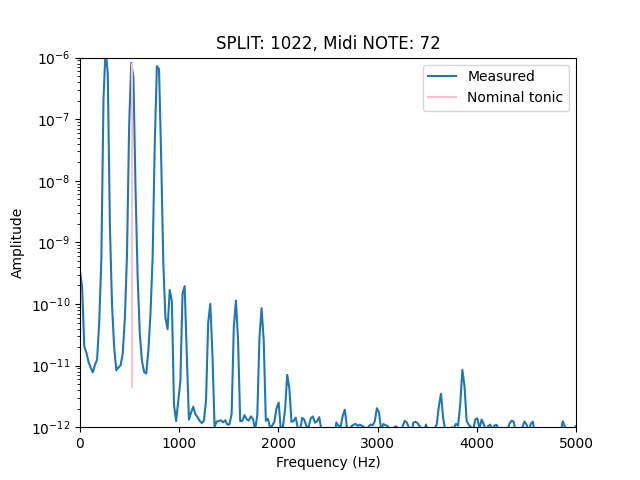 SPLIT: 1022, Midi NOTE: 72
Measured
Nominal tonic
Amplitude
10⁻⁶
10⁻⁷
10⁻⁸
10⁻⁹
10⁻¹⁰
10⁻¹¹
10⁻¹²
0 1000 2000 3000 4000 5000
Frequency (Hz)